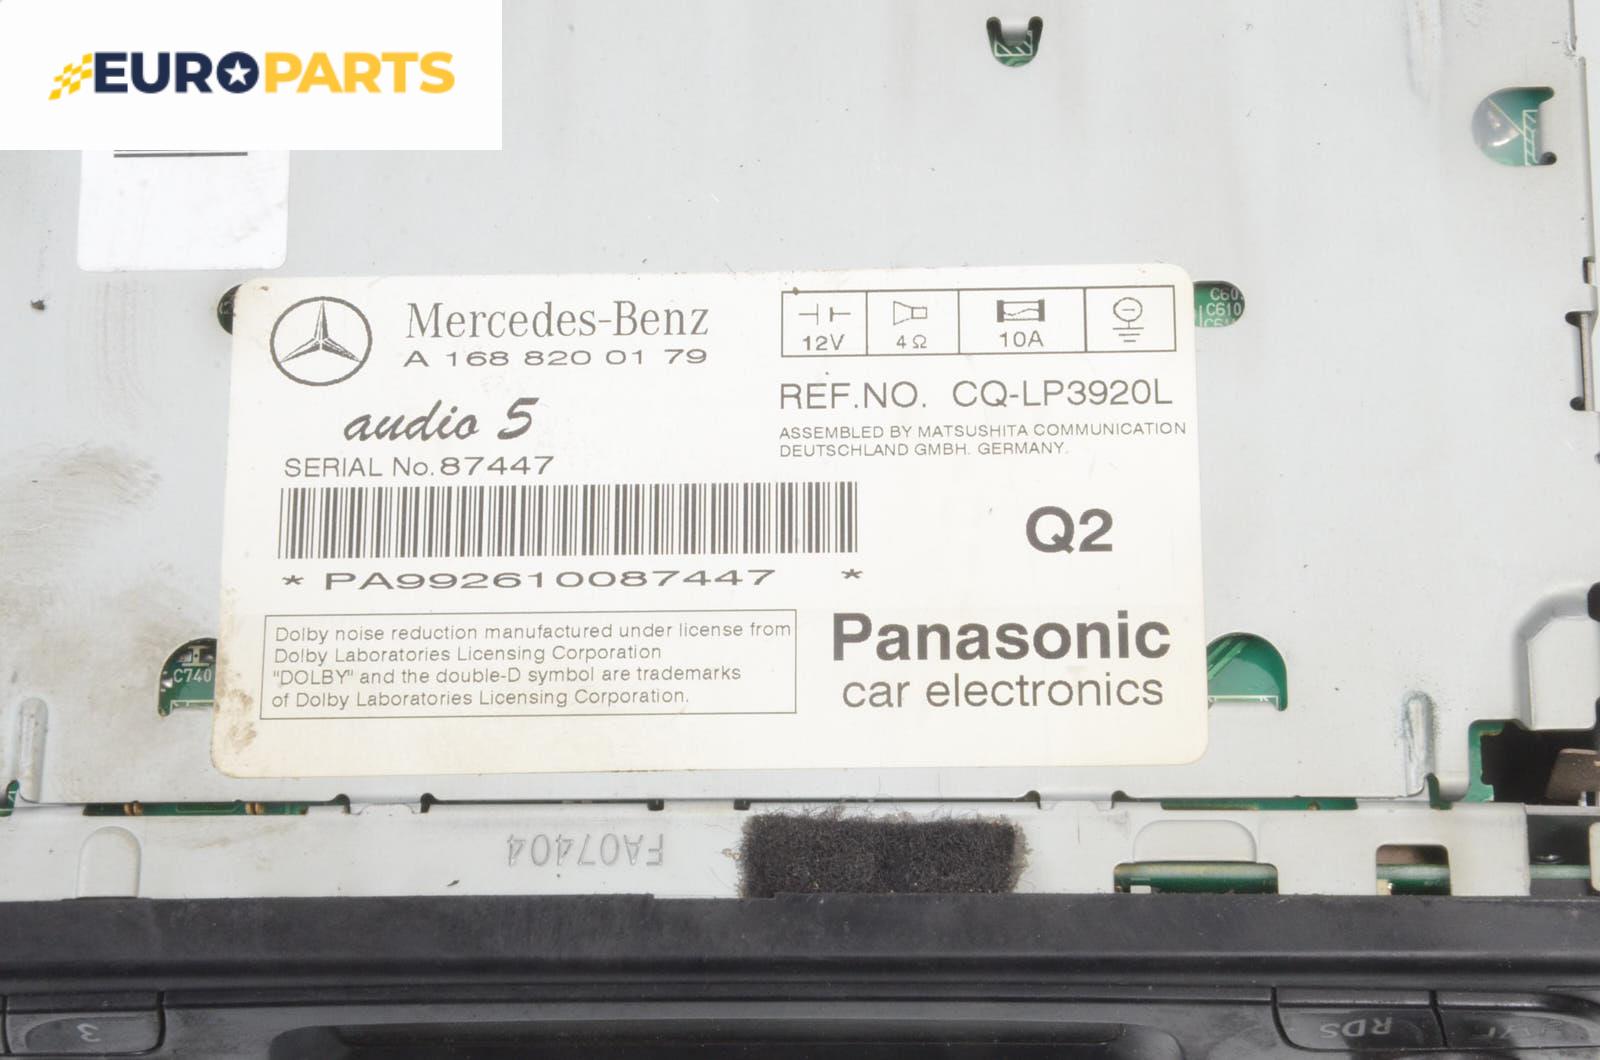 EUROPARTS
Mercedes-Benz
A 168 820 01 79
audio 5
SERIAL No. 87447
* PA992610087447 *
12V 4Ω 10A
REF.NO. CQ-LP3920L
ASSEMBLED BY MATSUSHITA COMMUNICATION
DEUTSCHLAND GMBH. GERMANY.
Q2
Panasonic
car electronics
Dolby noise reduction manufactured under license from
Dolby Laboratories Licensing Corporation
"DOLBY" and the double-D symbol are trademarks
of Dolby Laboratories Licensing Corporation.
C610
C740
FA07404
3
RDS